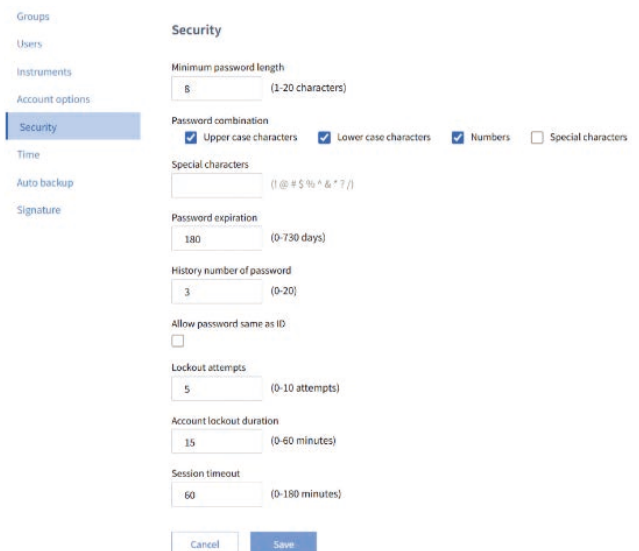 Groups
Users
Instruments
Account options
Security
Time
Auto backup
Signature
Security
Minimum password length
8 (1-20 characters)
Password combination
Upper case characters Lower case characters Numbers Special characters
Special characters
(! @ # $ % ^ & * ? /)
Password expiration
180 (0-730 days)
History number of password
3 (0-20)
Allow password same as ID
Lockout attempts
5 (0-10 attempts)
Account lockout duration
15 (0-60 minutes)
Session timeout
60 (0-180 minutes)
Cancel Save